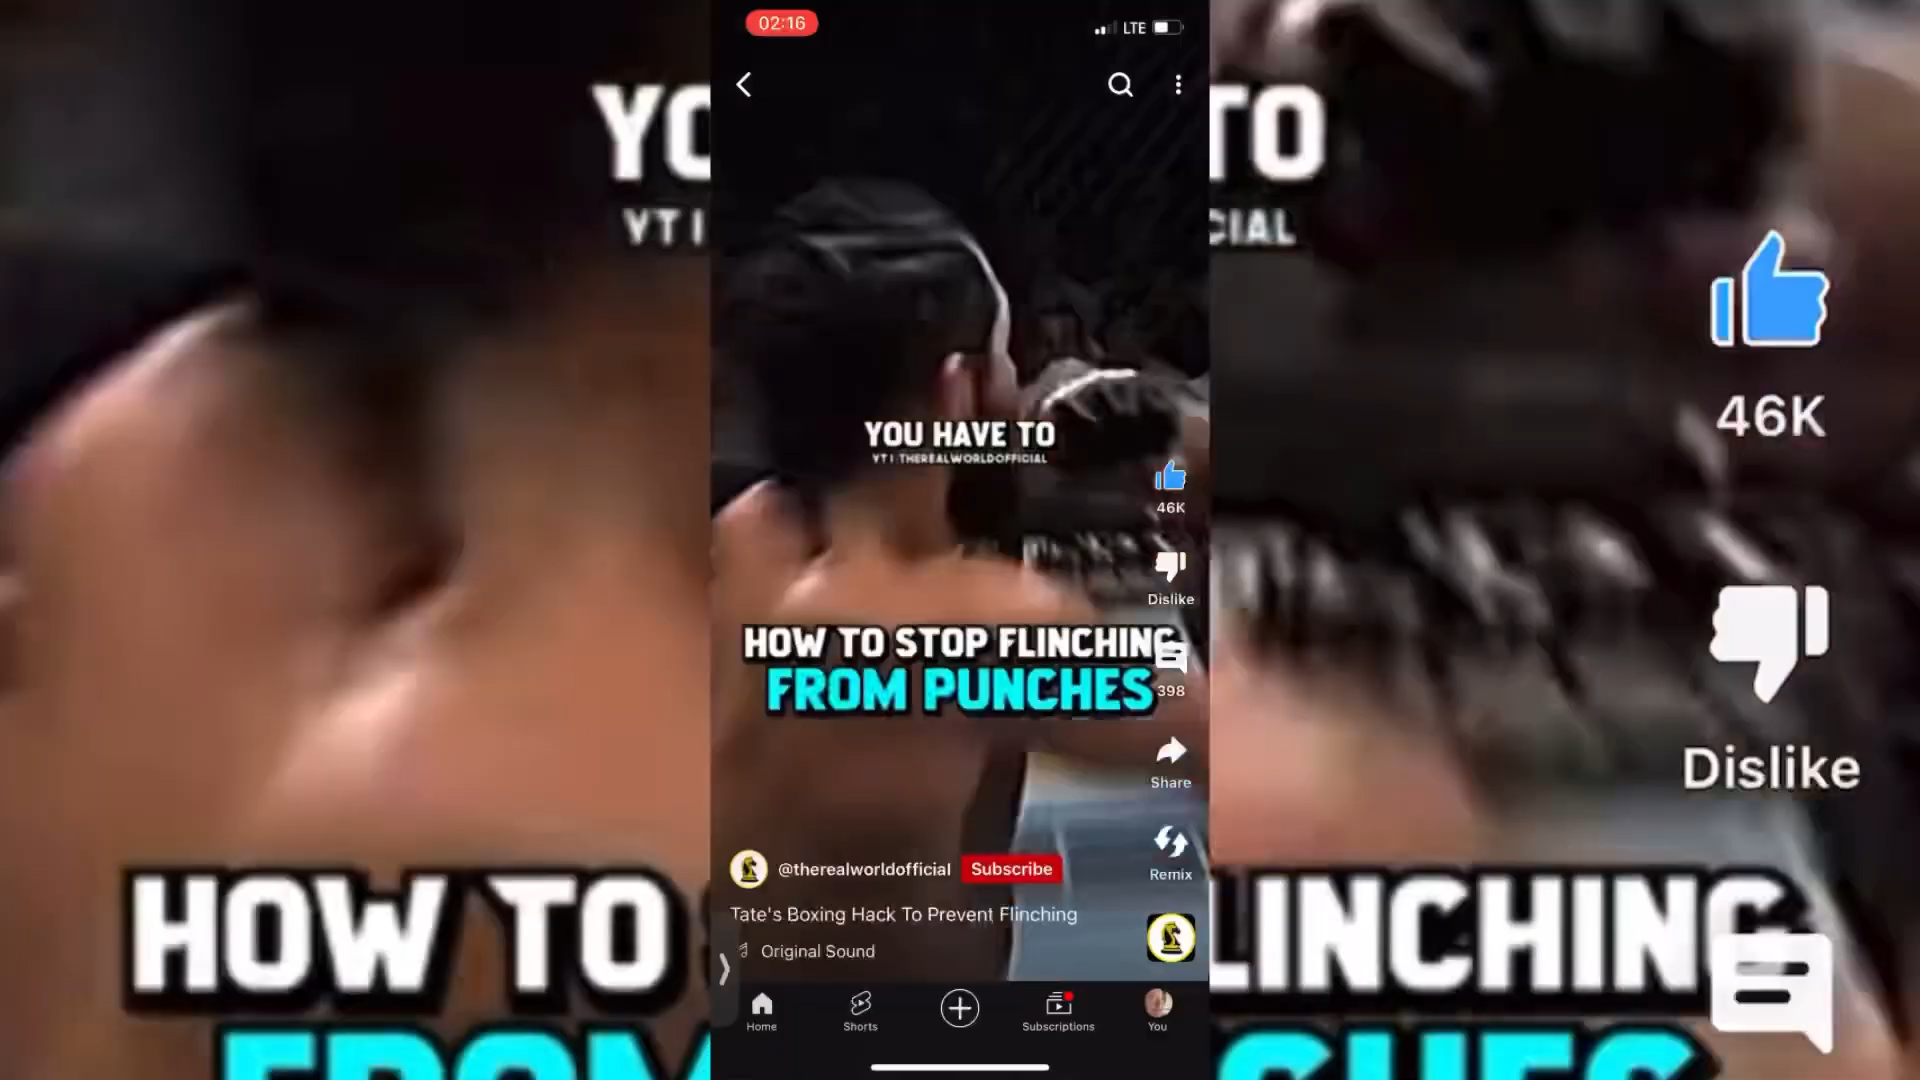 02:16
LTE
YO
TO
YT |
CIAL
YOU HAVE TO
YT | THEREALWORLDOFFICIAL
46K
46K
Dislike
HOW TO STOP FLINCHING
FROM PUNCHES
398
Share
Dislike
Remix
@therealworldofficial
Subscribe
Tate's Boxing Hack To Prevent Flinching
Original Sound
HOW TO
LINCHING
Home
Shorts
Subscriptions
You